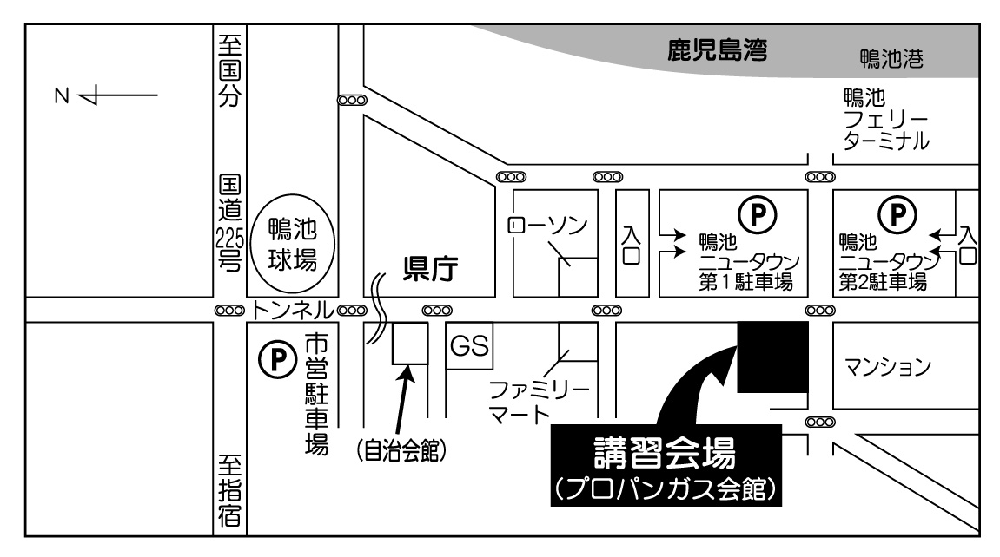 鹿児島湾
鴨池港
至国分
N
鴨池
フェリー
ターミナル
国道225号
鴨池
球場
県庁
ローソン
入口
P
鴨池
ニュータウン
第1駐車場
P
鴨池
ニュータウン
第2駐車場
入口
トンネル
P
市営駐車場
GS
ファミリー
マート
マンション
(自治会館)
講習会場
(プロパンガス会館)
至指宿